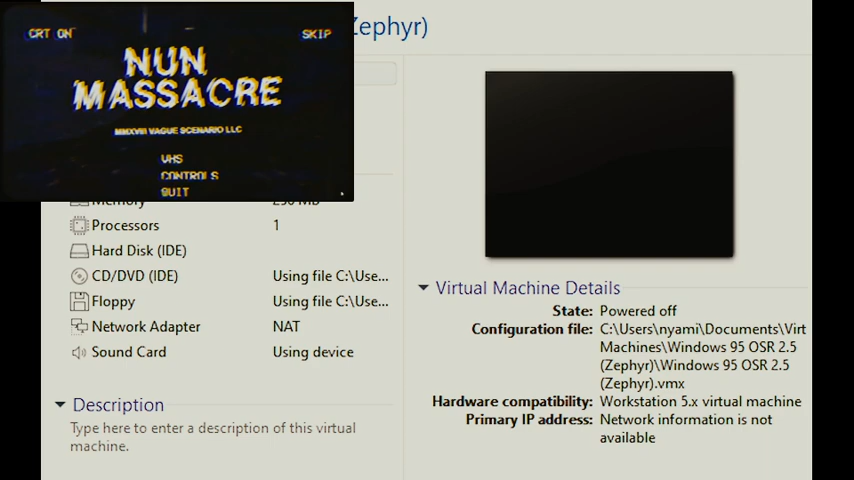 CRT ON
SKIP
Zephyr)
NUN
MASSACRE
MMXVIII VAGUE SCENARIO LLC
VHS
CONTROLS
QUIT
Memory
Processors 1
Hard Disk (IDE)
CD/DVD (IDE) Using file C:\Use...
Floppy Using file C:\Use...
Network Adapter NAT
Sound Card Using device
Description
Type here to enter a description of this virtual
machine.
Virtual Machine Details
State: Powered off
Configuration file: C:\Users\nyami\Documents\Virt
Machines\Windows 95 OSR 2.5
(Zephyr)\Windows 95 OSR 2.5
(Zephyr).vmx
Hardware compatibility: Workstation 5.x virtual machine
Primary IP address: Network information is not
available